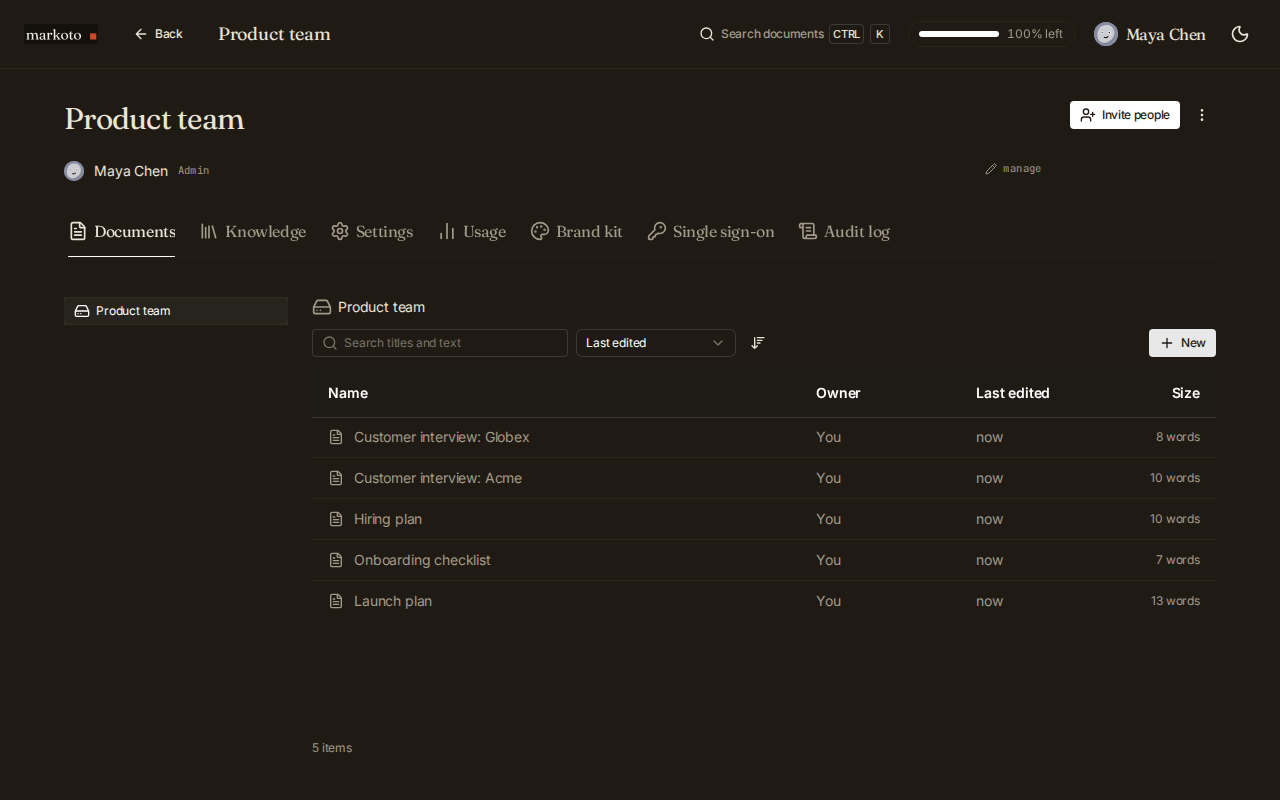 markoto Back Product team Search documents CTRL K 100% left Maya Chen
Product team Invite people
Maya Chen Admin manage
Documents Knowledge Settings Usage Brand kit Single sign-on Audit log
Product team Product team
Search titles and text Last edited New
Name Owner Last edited Size
Customer interview: Globex You now 8 words
Customer interview: Acme You now 10 words
Hiring plan You now 10 words
Onboarding checklist You now 7 words
Launch plan You now 13 words
5 items